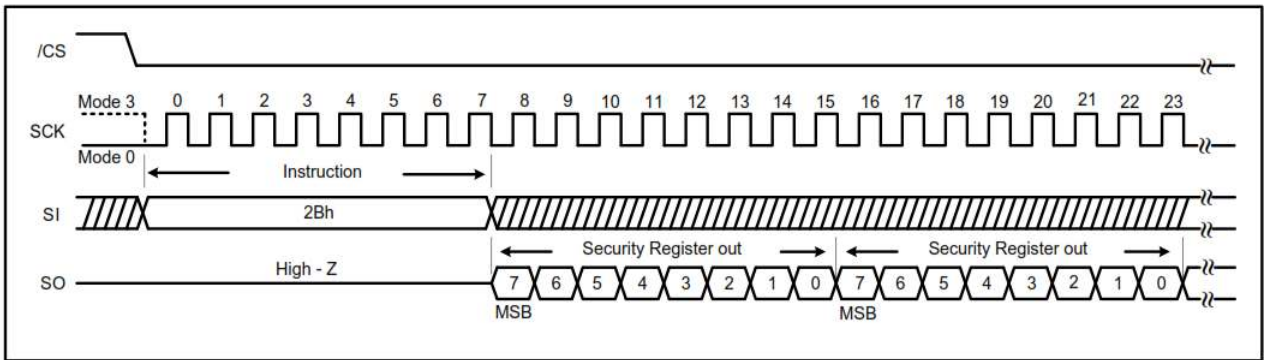 /CS
Mode 3 0 1 2 3 4 5 6 7 8 9 10 11 12 13 14 15 16 17 18 19 20 21 22 23
SCK
Mode 0
Instruction
SI 2Bh
Security Register out Security Register out
High - Z
SO 7 6 5 4 3 2 1 0 7 6 5 4 3 2 1 0
MSB MSB